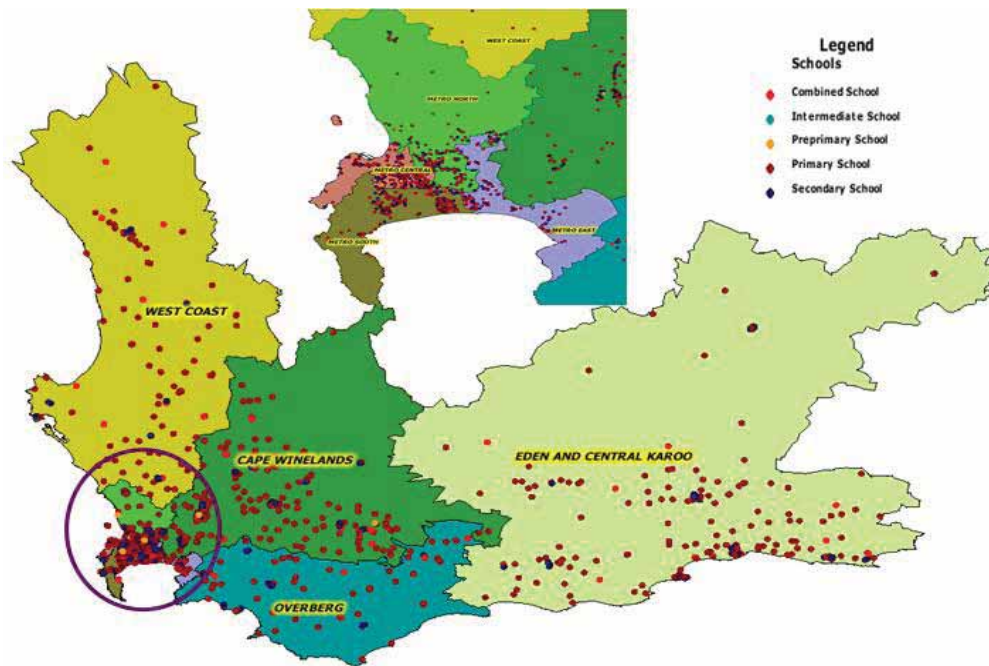 WEST COAST
METRO NORTH
METRO CENTRAL
METRO SOUTH
METRO EAST
Legend
Schools
Combined School
Intermediate School
Preprimary School
Primary School
Secondary School
WEST COAST
CAPE WINELANDS
EDEN AND CENTRAL KAROO
OVERBERG